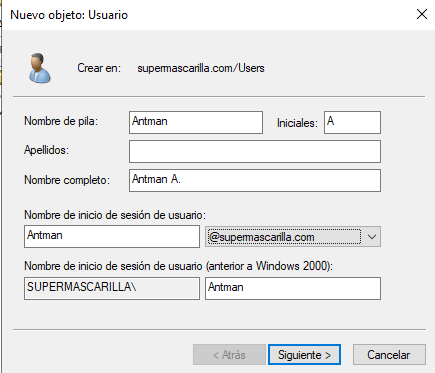 Nuevo objeto: Usuario
Crear en: supermascarilla.com/Users
Nombre de pila: Antman Iniciales: A
Apellidos:
Nombre completo: Antman A.
Nombre de inicio de sesión de usuario:
Antman @supermascarilla.com
Nombre de inicio de sesión de usuario (anterior a Windows 2000):
SUPERMASCARILLA\ Antman
< Atrás Siguiente > Cancelar